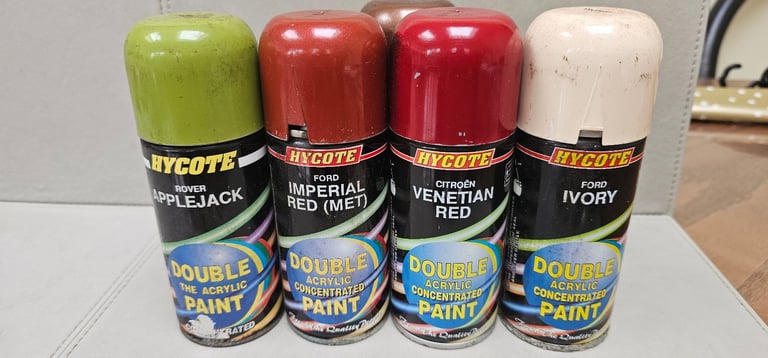 HYCOTE
ROVER
APPLEJACK
DOUBLE
THE ACRYLIC
PAINT
HYCOTE
FORD
IMPERIAL
RED (MET)
DOUBLE
ACRYLIC
CONCENTRATED
PAINT
HYCOTE
CITROËN
VENETIAN
RED
DOUBLE
ACRYLIC
CONCENTRATED
PAINT
HYCOTE
FORD
IVORY
DOUBLE
ACRYLIC
CONCENTRATED
PAINT